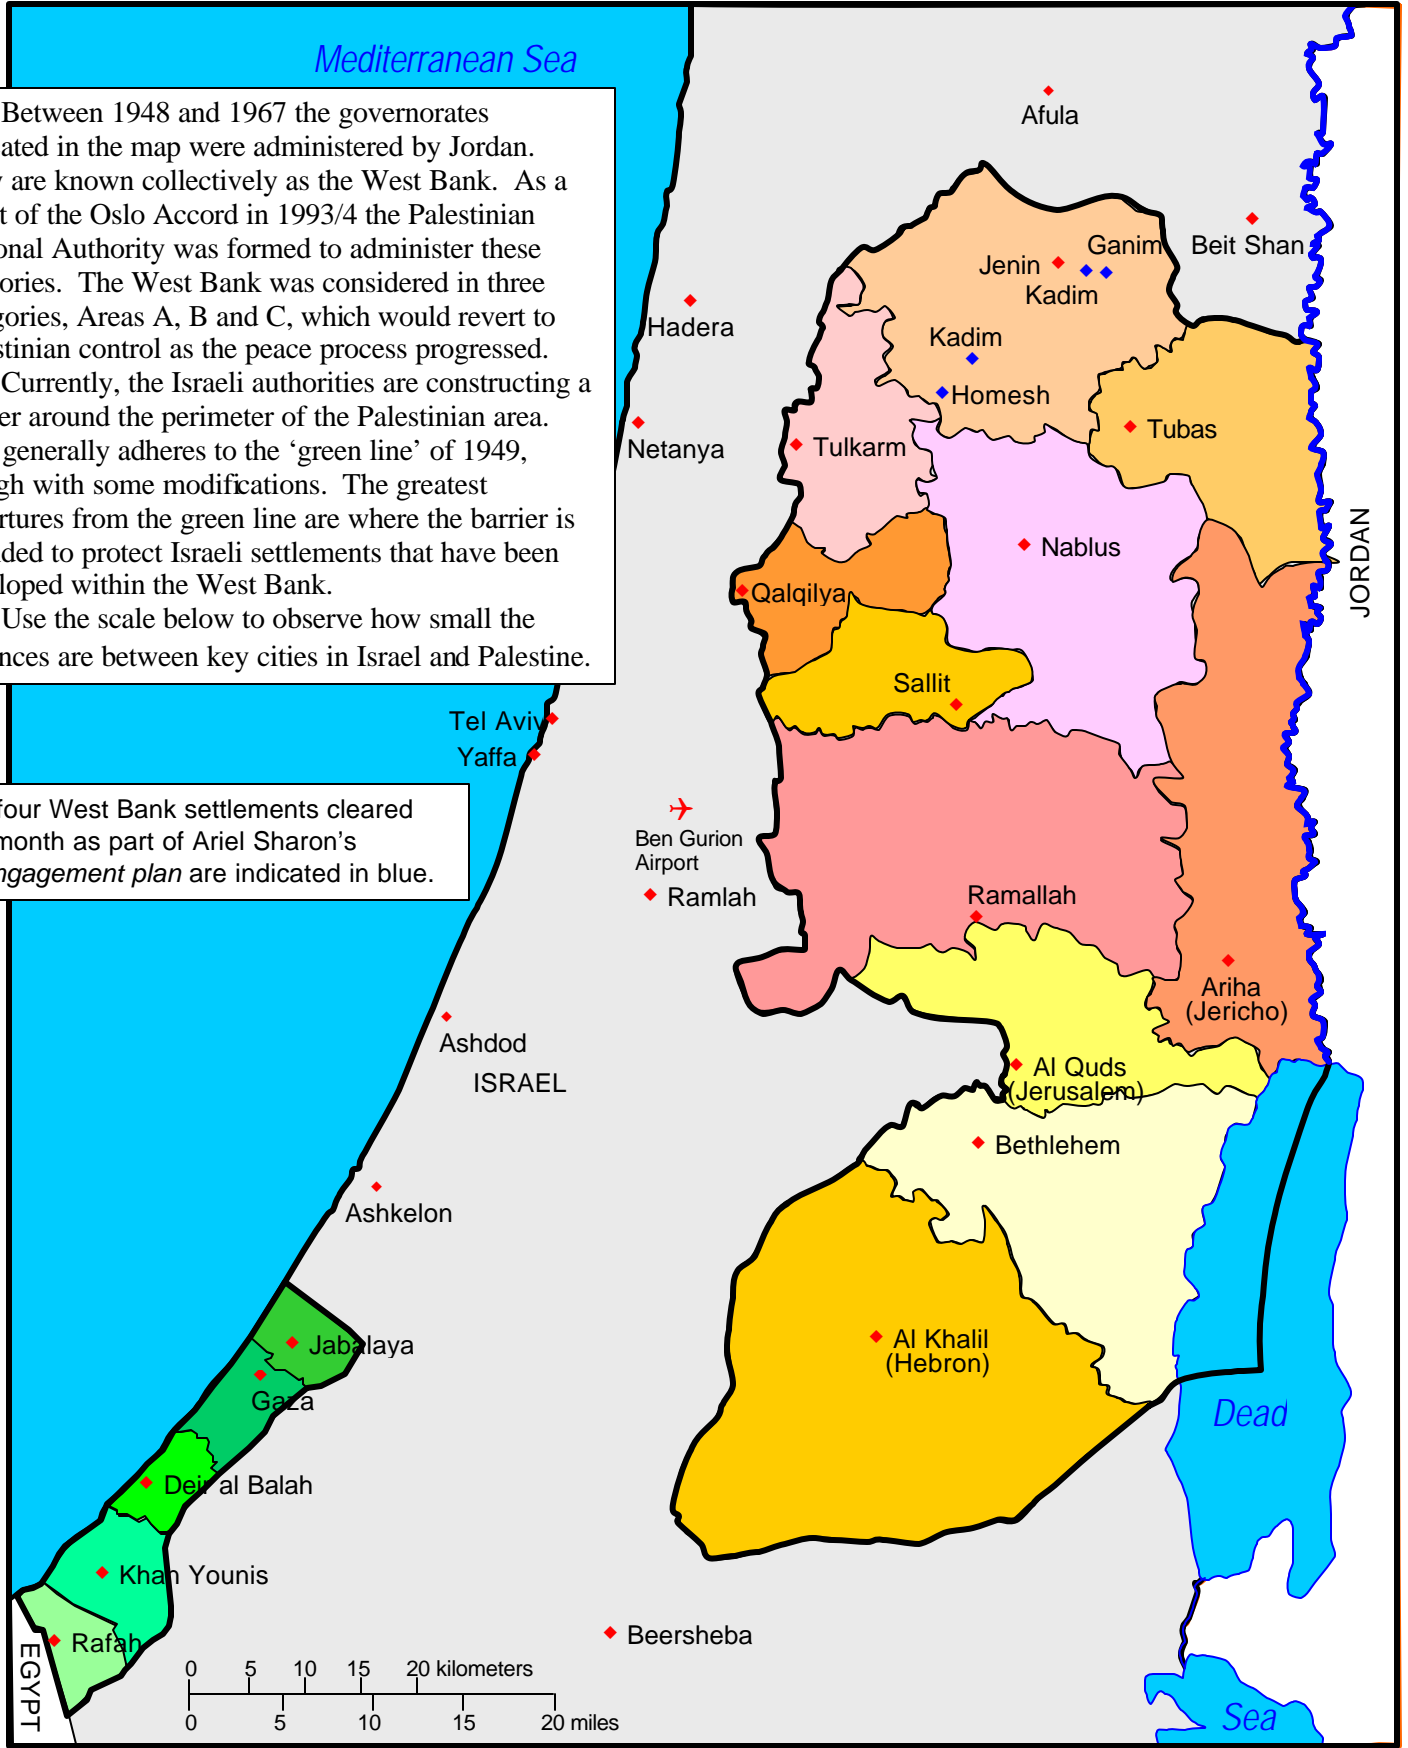 Mediterranean Sea
Between 1948 and 1967 the governorates
ated in the map were administered by Jordan.
are known collectively as the West Bank. As a
t of the Oslo Accord in 1993/4 the Palestinian
onal Authority was formed to administer these
ories. The West Bank was considered in three
gories, Areas A, B and C, which would revert to
stinian control as the peace process progressed.
Currently, the Israeli authorities are constructing a
er around the perimeter of the Palestinian area.
generally adheres to the ‘green line’ of 1949,
gh with some modifications. The greatest
rtures from the green line are where the barrier is
ded to protect Israeli settlements that have been
loped within the West Bank.
Use the scale below to observe how small the
nces are between key cities in Israel and Palestine.
Afula
Ganim
Beit Shan
Jenin
Kadim
Hadera
Kadim
Homesh
Netanya
Tulkarm
Tubas
Nablus
JORDAN
Qalqilya
Sallit
Tel Aviv
Yaffa
four West Bank settlements cleared
month as part of Ariel Sharon’s
ngagement plan are indicated in blue.
Ben Gurion
Airport
Ramlah
Ramallah
Ariha
(Jericho)
Ashdod
ISRAEL
Al Quds
(Jerusalem)
Bethlehem
Ashkelon
Al Khalil
(Hebron)
Jabalaya
Gaza
Dead
Deir al Balah
Khan Younis
Rafah
Beersheba
EGYPT
0 5 10 15 20 kilometers
0 5 10 15 20 miles
Sea